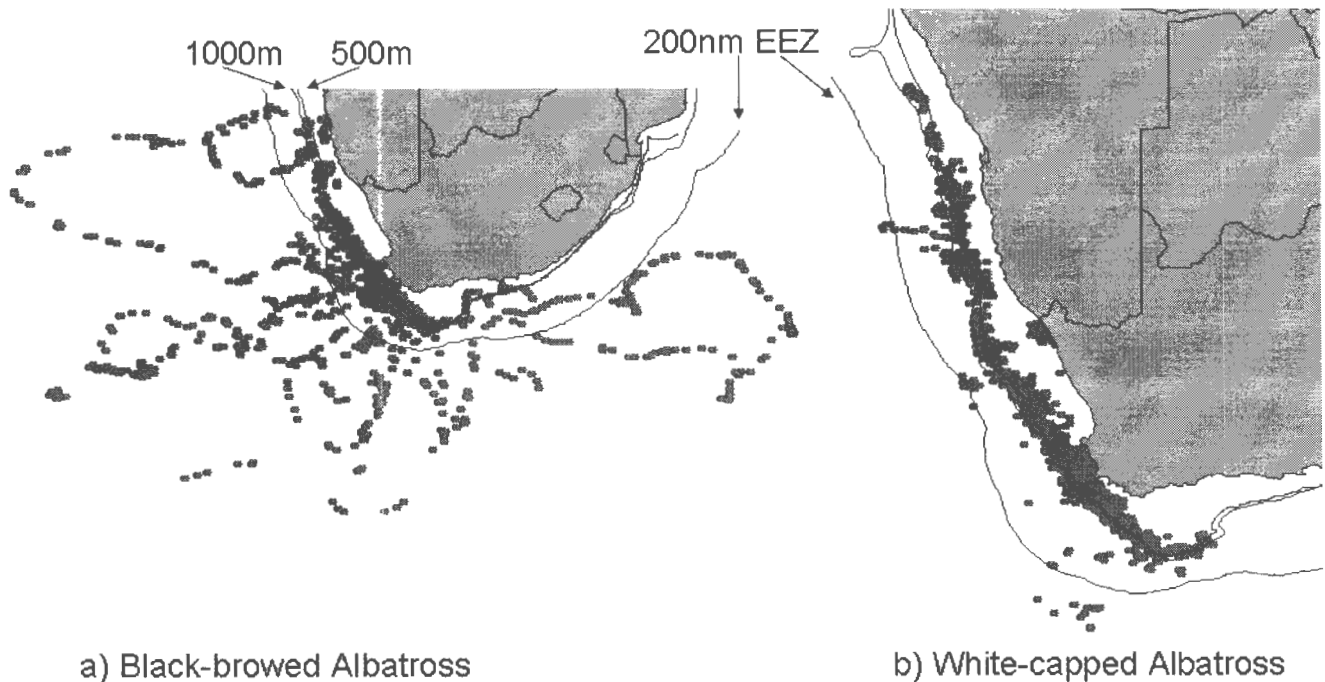 1000m
500m
200nm EEZ
a) Black-browed Albatross
b) White-capped Albatross